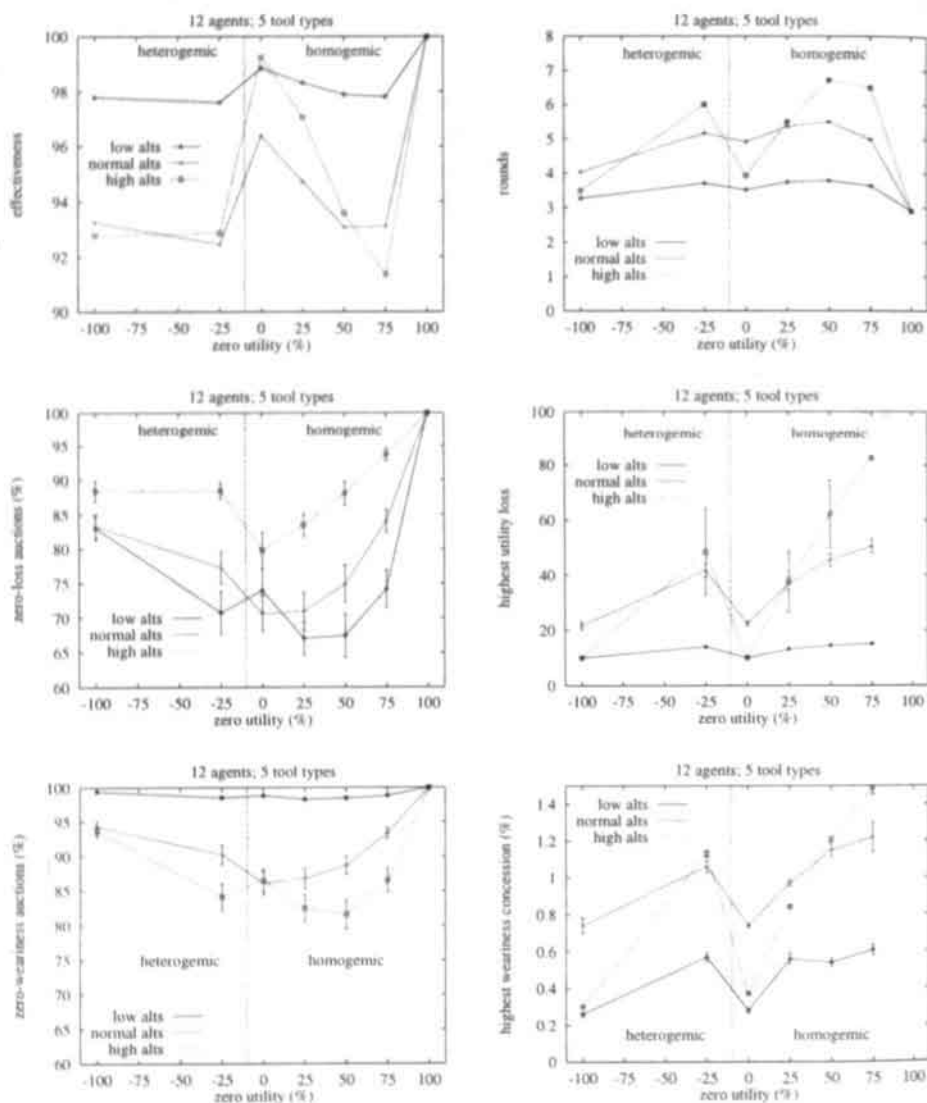 12 agents; 5 tool types
100
98
96
94
92
90
effectiveness
heterogemic
homogemic
low alts
normal alts
high alts
-100 -75 -50 -25 0 25 50 75 100
zero utility (%)
12 agents; 5 tool types
8
7
6
5
4
3
2
1
0
rounds
heterogemic
homogemic
low alts
normal alts
high alts
-100 -75 -50 -25 0 25 50 75 100
zero utility (%)
12 agents; 5 tool types
100
95
90
85
80
75
70
65
60
zero-loss auctions (%)
heterogemic
homogemic
low alts
normal alts
high alts
-100 -75 -50 -25 0 25 50 75 100
zero utility (%)
12 agents; 5 tool types
100
80
60
40
20
0
highest utility loss
heterogemic
homogemic
low alts
normal alts
high alts
-100 -75 -50 -25 0 25 50 75 100
zero utility (%)
12 agents; 5 tool types
100
95
90
85
80
75
70
65
60
zero-weariness auctions (%)
heterogemic
homogemic
low alts
normal alts
high alts
-100 -75 -50 -25 0 25 50 75 100
zero utility (%)
12 agents; 5 tool types
1.4
1.2
1
0.8
0.6
0.4
0.2
0
highest weariness concession (%)
low alts
normal alts
high alts
heterogemic
homogemic
-100 -75 -50 -25 0 25 50 75 100
zero utility (%)